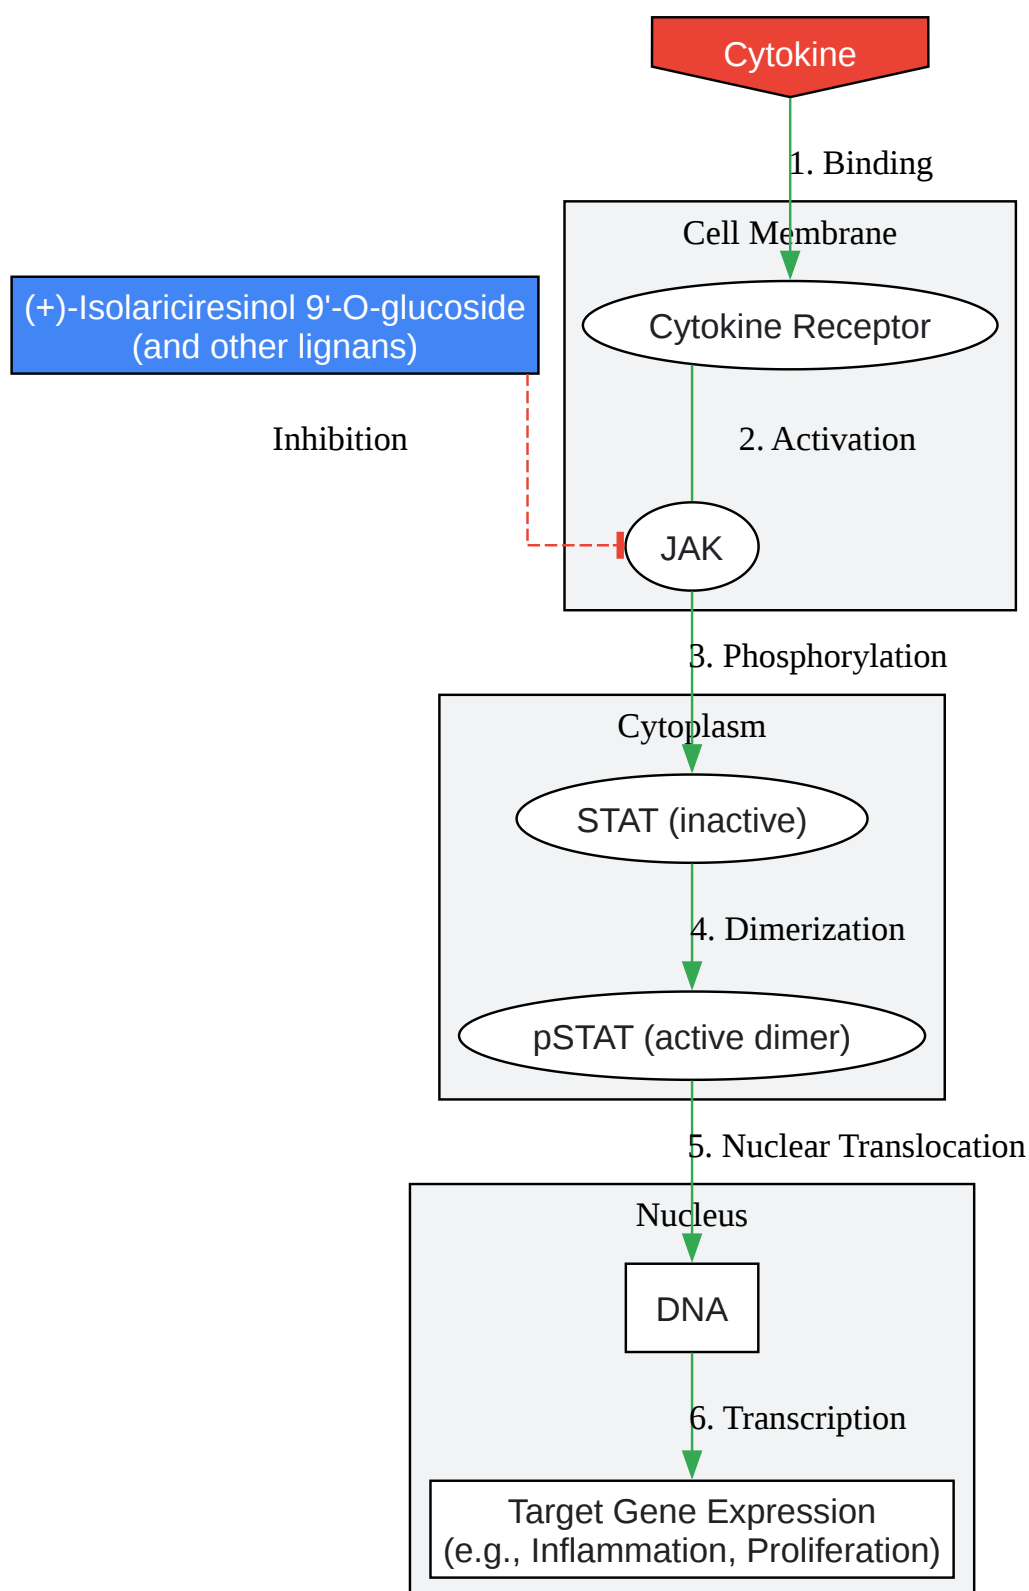 Cytokine
1. Binding
Cell Membrane
(+)-Isolariciresinol 9'-O-glucoside
(and other lignans)
Cytokine Receptor
Inhibition
2. Activation
JAK
3. Phosphorylation
Cytoplasm
STAT (inactive)
4. Dimerization
pSTAT (active dimer)
5. Nuclear Translocation
Nucleus
DNA
6. Transcription
Target Gene Expression
(e.g., Inflammation, Proliferation)